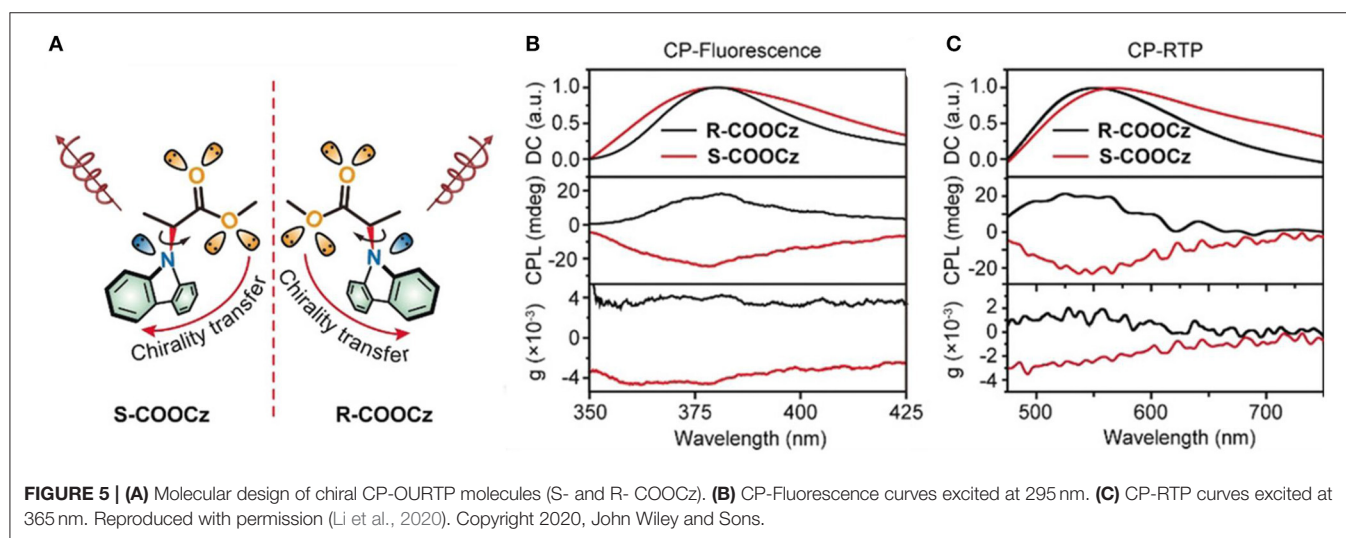 A
O
O
N
Chirality transfer
S-COOCz
O
O
N
Chirality transfer
R-COOCz
B
CP-Fluorescence
DC (a.u.)
1.0
0.5
0.0
R-COOCz
S-COOCz
CPL (mdeg)
20
0
-20
g (×10⁻³)
4
0
-4
350 375 400 425
Wavelength (nm)
C
CP-RTP
DC (a.u.)
1.0
0.5
0.0
R-COOCz
S-COOCz
CPL (mdeg)
20
0
-20
g (×10⁻³)
2
0
-2
-4
500 600 700
Wavelength (nm)
FIGURE 5 | (A) Molecular design of chiral CP-OURTP molecules (S- and R- COOCz). (B) CP-Fluorescence curves excited at 295 nm. (C) CP-RTP curves excited at
365 nm. Reproduced with permission (Li et al., 2020). Copyright 2020, John Wiley and Sons.